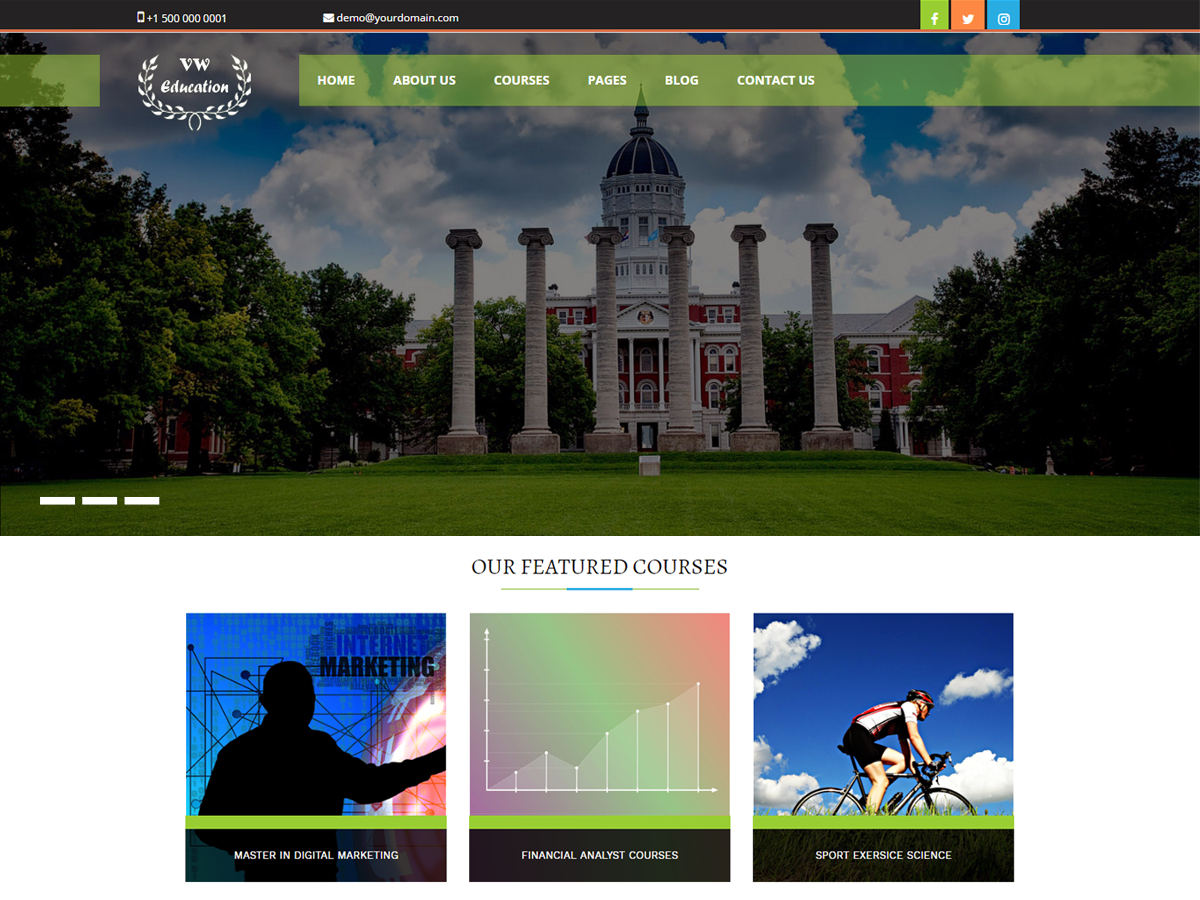 +1 500 000 0001
demo@yourdomain.com
VW
Education
HOME ABOUT US COURSES PAGES BLOG CONTACT US
OUR FEATURED COURSES
INTERNET
MARKETING
MASTER IN DIGITAL MARKETING
FINANCIAL ANALYST COURSES
SPORT EXERSICE SCIENCE